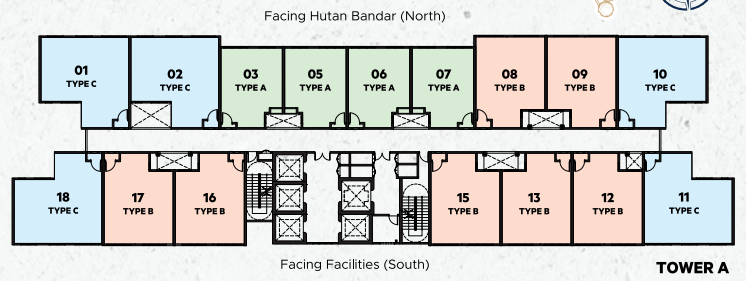 Facing Hutan Bandar (North)
01
TYPE C
02
TYPE C
03
TYPE A
05
TYPE A
06
TYPE A
07
TYPE A
08
TYPE B
09
TYPE B
10
TYPE C
18
TYPE C
17
TYPE B
16
TYPE B
15
TYPE B
13
TYPE B
12
TYPE B
11
TYPE C
Facing Facilities (South)
TOWER A